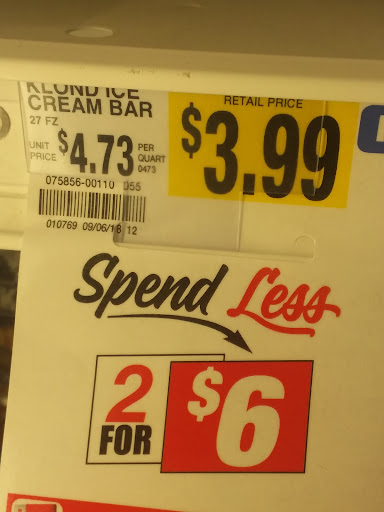 KLOND ICE
CREAM BAR
27 FZ
UNIT PRICE $4.73 PER QUART
0473
RETAIL PRICE
$3.99
075856-00110 055
010769 09/06/18 12
Spend Less
2 FOR $6